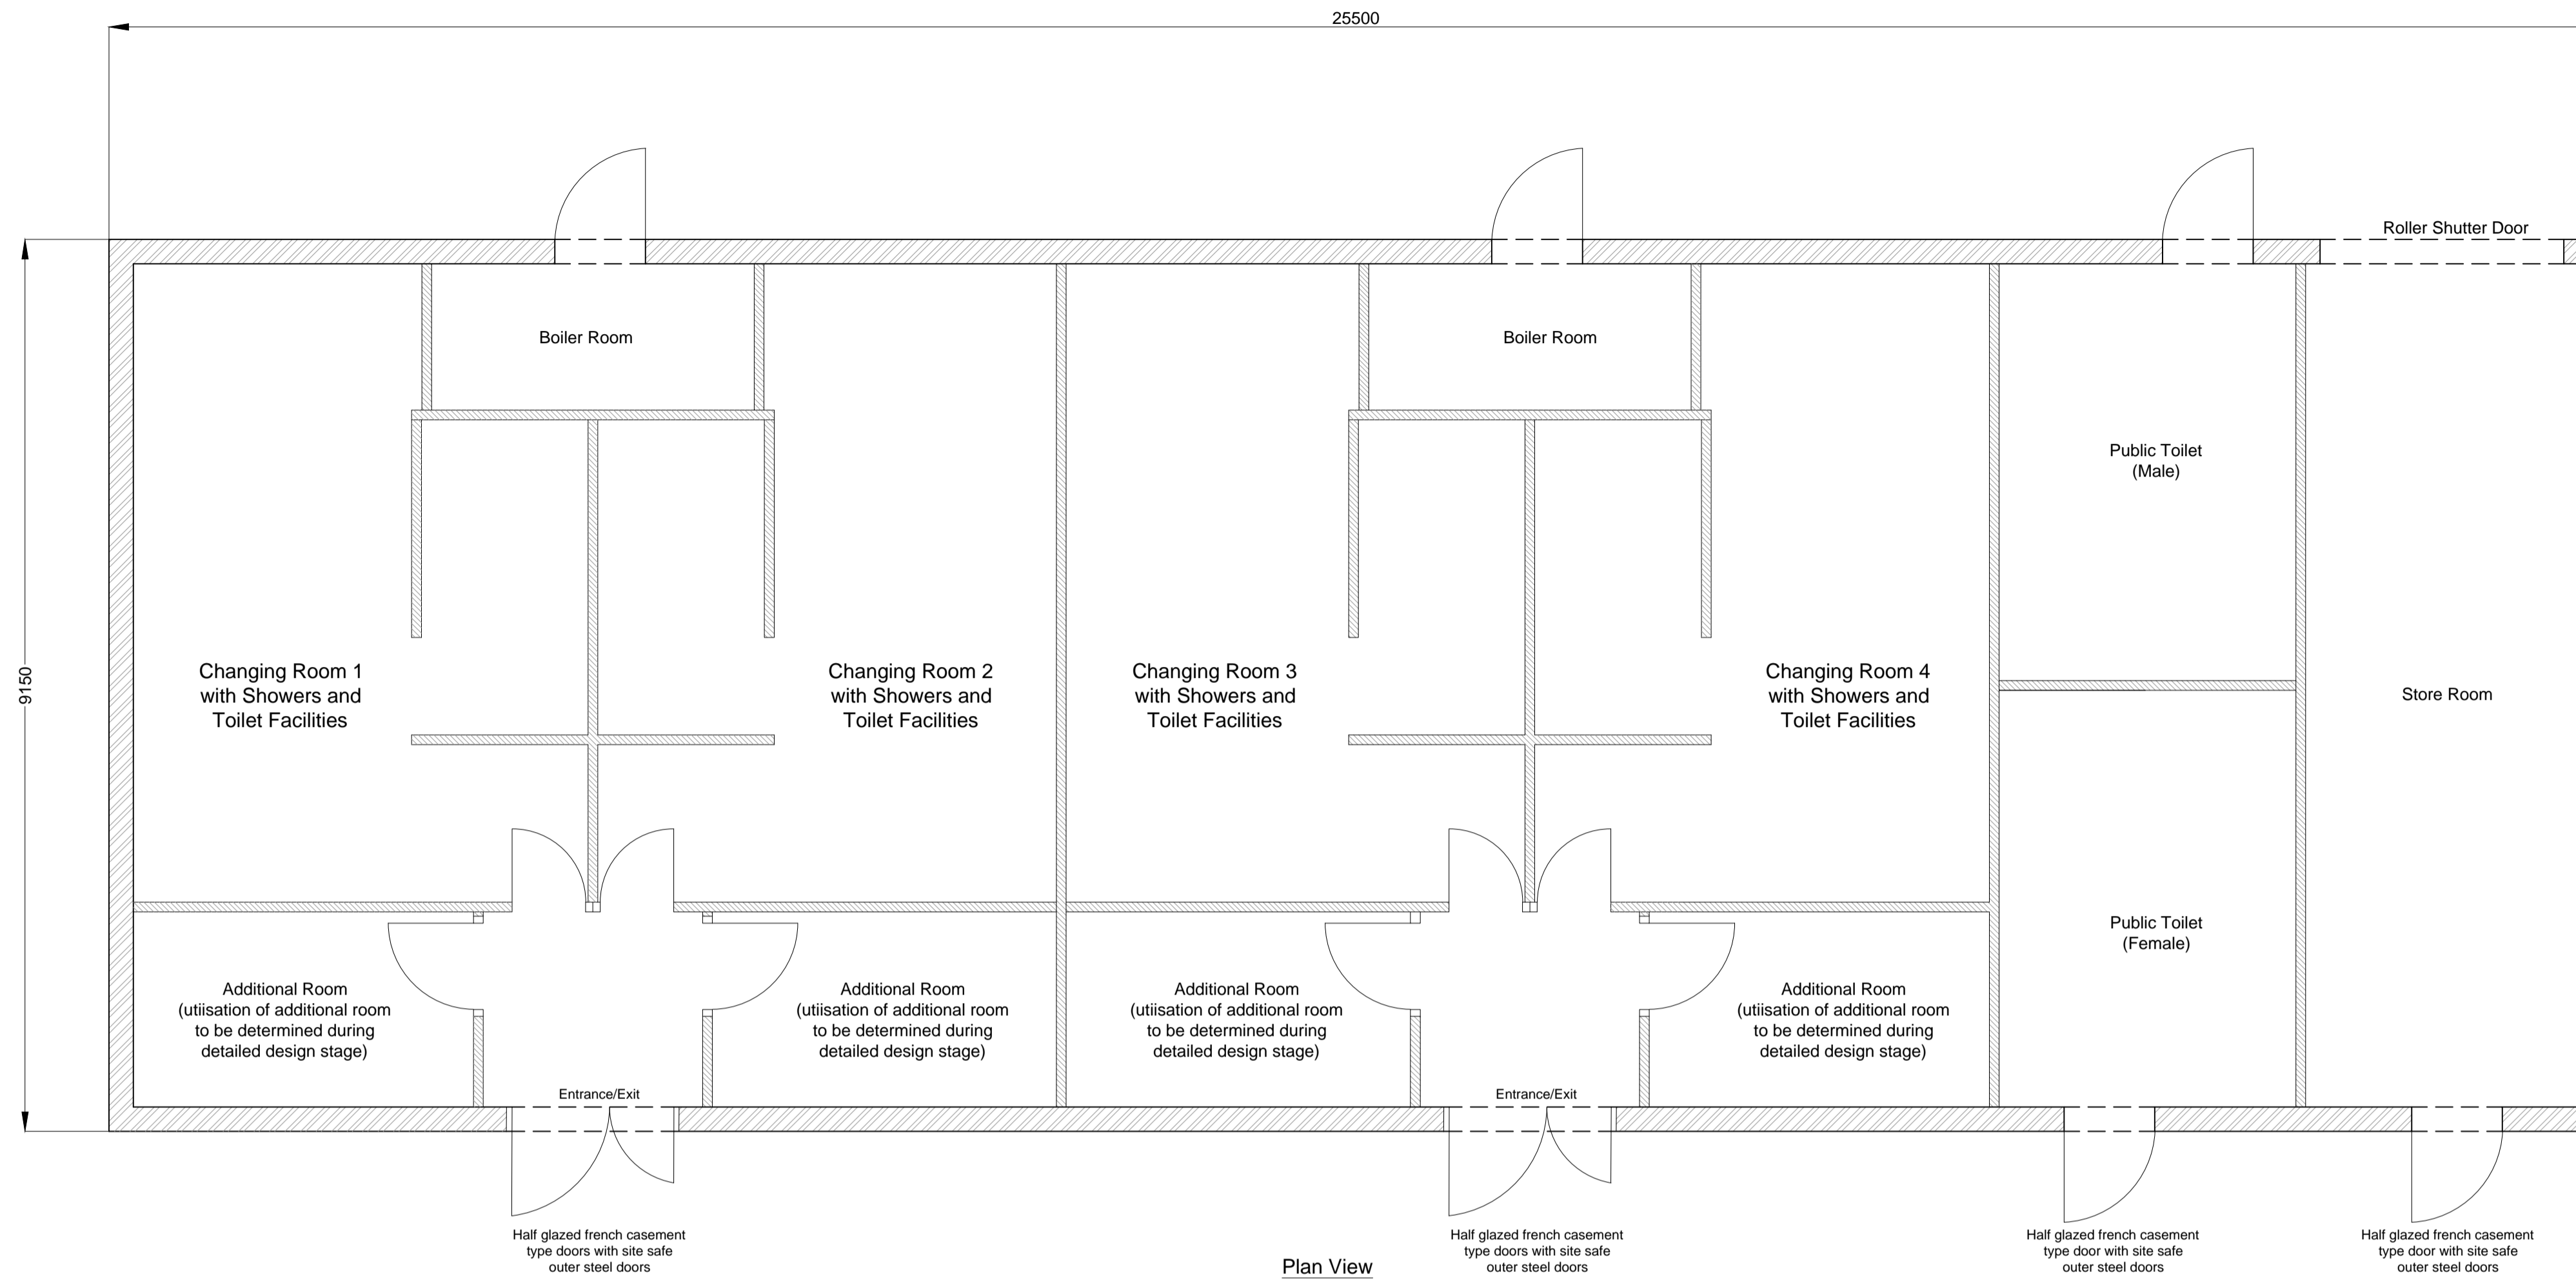 25500
Roller Shutter Door
Boiler Room
Boiler Room
Public Toilet
(Male)
9150
Changing Room 1
with Showers and
Toilet Facilities
Changing Room 2
with Showers and
Toilet Facilities
Changing Room 3
with Showers and
Toilet Facilities
Changing Room 4
with Showers and
Toilet Facilities
Store Room
Public Toilet
(Female)
Additional Room
(utiisation of additional room
to be determined during
detailed design stage)
Additional Room
(utiisation of additional room
to be determined during
detailed design stage)
Additional Room
(utiisation of additional room
to be determined during
detailed design stage)
Additional Room
(utiisation of additional room
to be determined during
detailed design stage)
Entrance/Exit
Entrance/Exit
Half glazed french casement
type doors with site safe
outer steel doors
Plan View
Half glazed french casement
type doors with site safe
outer steel doors
Half glazed french casement
type door with site safe
outer steel doors
Half glazed french casement
type door with site safe
outer steel doors